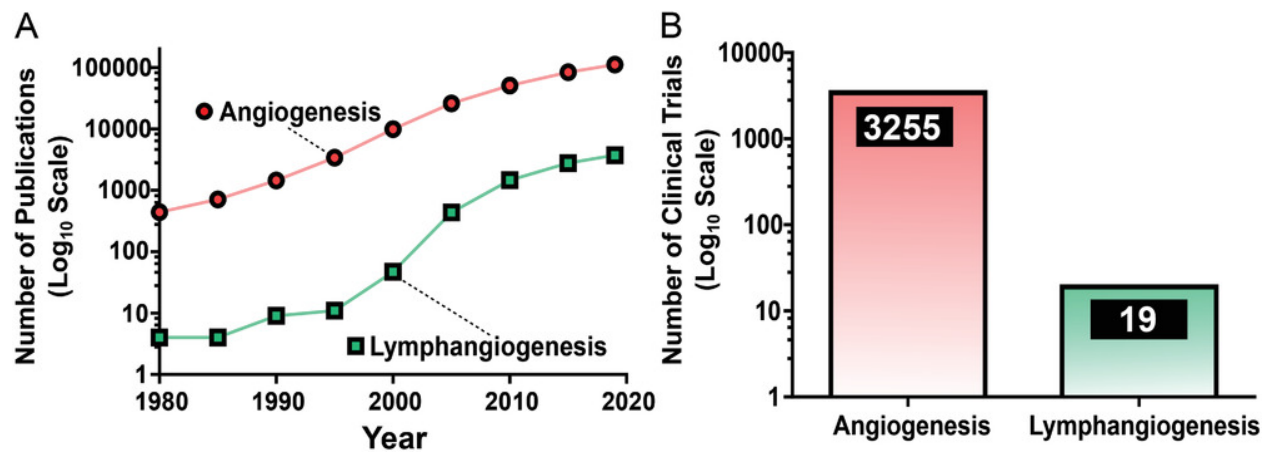 A
Number of Publications
(Log₁₀ Scale)
100000
10000
1000
100
10
1
Angiogenesis
Lymphangiogenesis
1980
1990
2000
2010
2020
Year
B
Number of Clinical Trials
(Log₁₀ Scale)
10000
1000
100
10
1
3255
19
Angiogenesis
Lymphangiogenesis